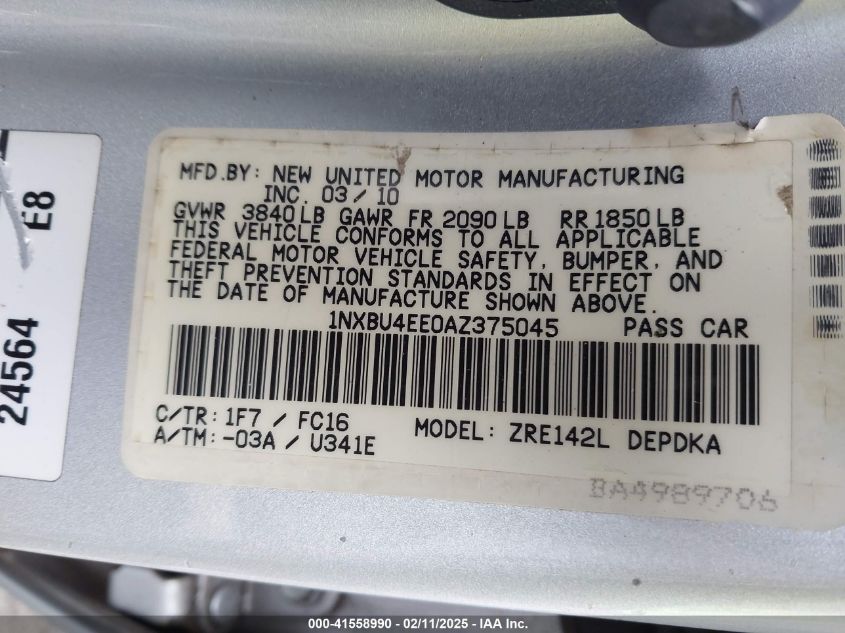 MFD.BY: NEW UNITED MOTOR MANUFACTURING
INC. 03/10
GVWR 3840LB GAWR FR 2090LB RR1850LB
THIS VEHICLE CONFORMS TO ALL APPLICABLE
FEDERAL MOTOR VEHICLE SAFETY, BUMPER, AND
THEFT PREVENTION STANDARDS IN EFFECT ON
THE DATE OF MANUFACTURE SHOWN ABOVE.
1NXBU4EE0AZ375045 PASS CAR
C/TR: 1F7 / FC16
A/TM: -03A / U341E MODEL: ZRE142L DEPDKA
BA4989706
24564 E8
000-41558990 - 02/11/2025 - IAA Inc.